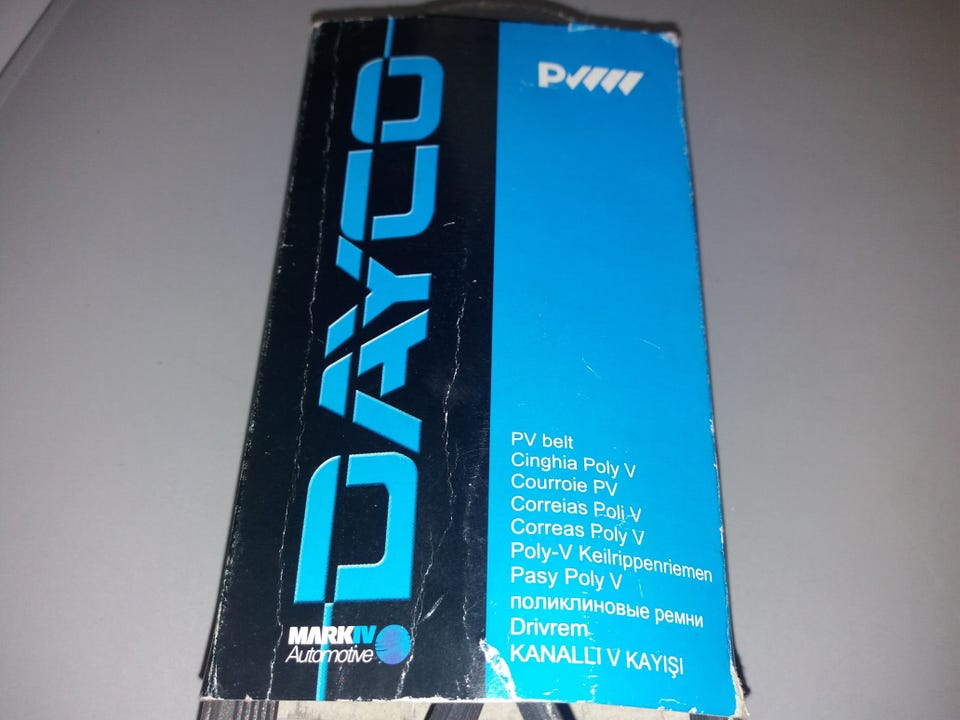 DAYCO
PV
PV belt
Cinghia Poly V
Courroie PV
Correias Poli V
Correas Poly V
Poly-V Keilrippenriemen
Pasy Poly V
поликлиновые ремни
Drivrem
KANALLI V KAYIŞI
MARK IV
Automotive